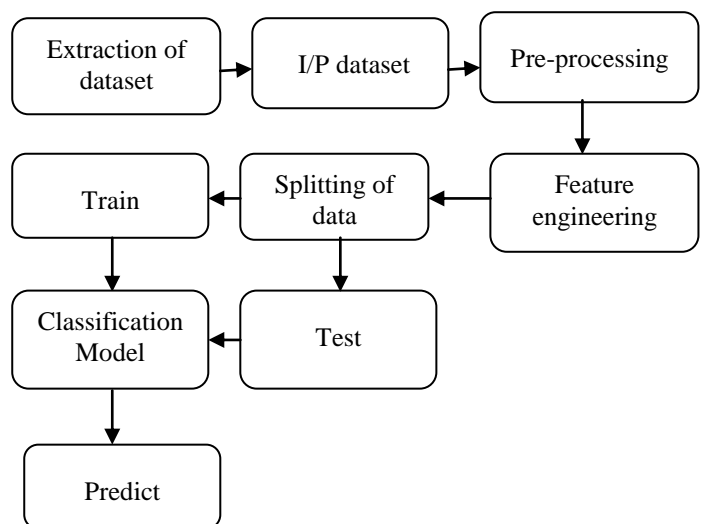 Extraction of
dataset
I/P dataset
Pre-processing
Train
Splitting of
data
Feature
engineering
Classification
Model
Test
Predict